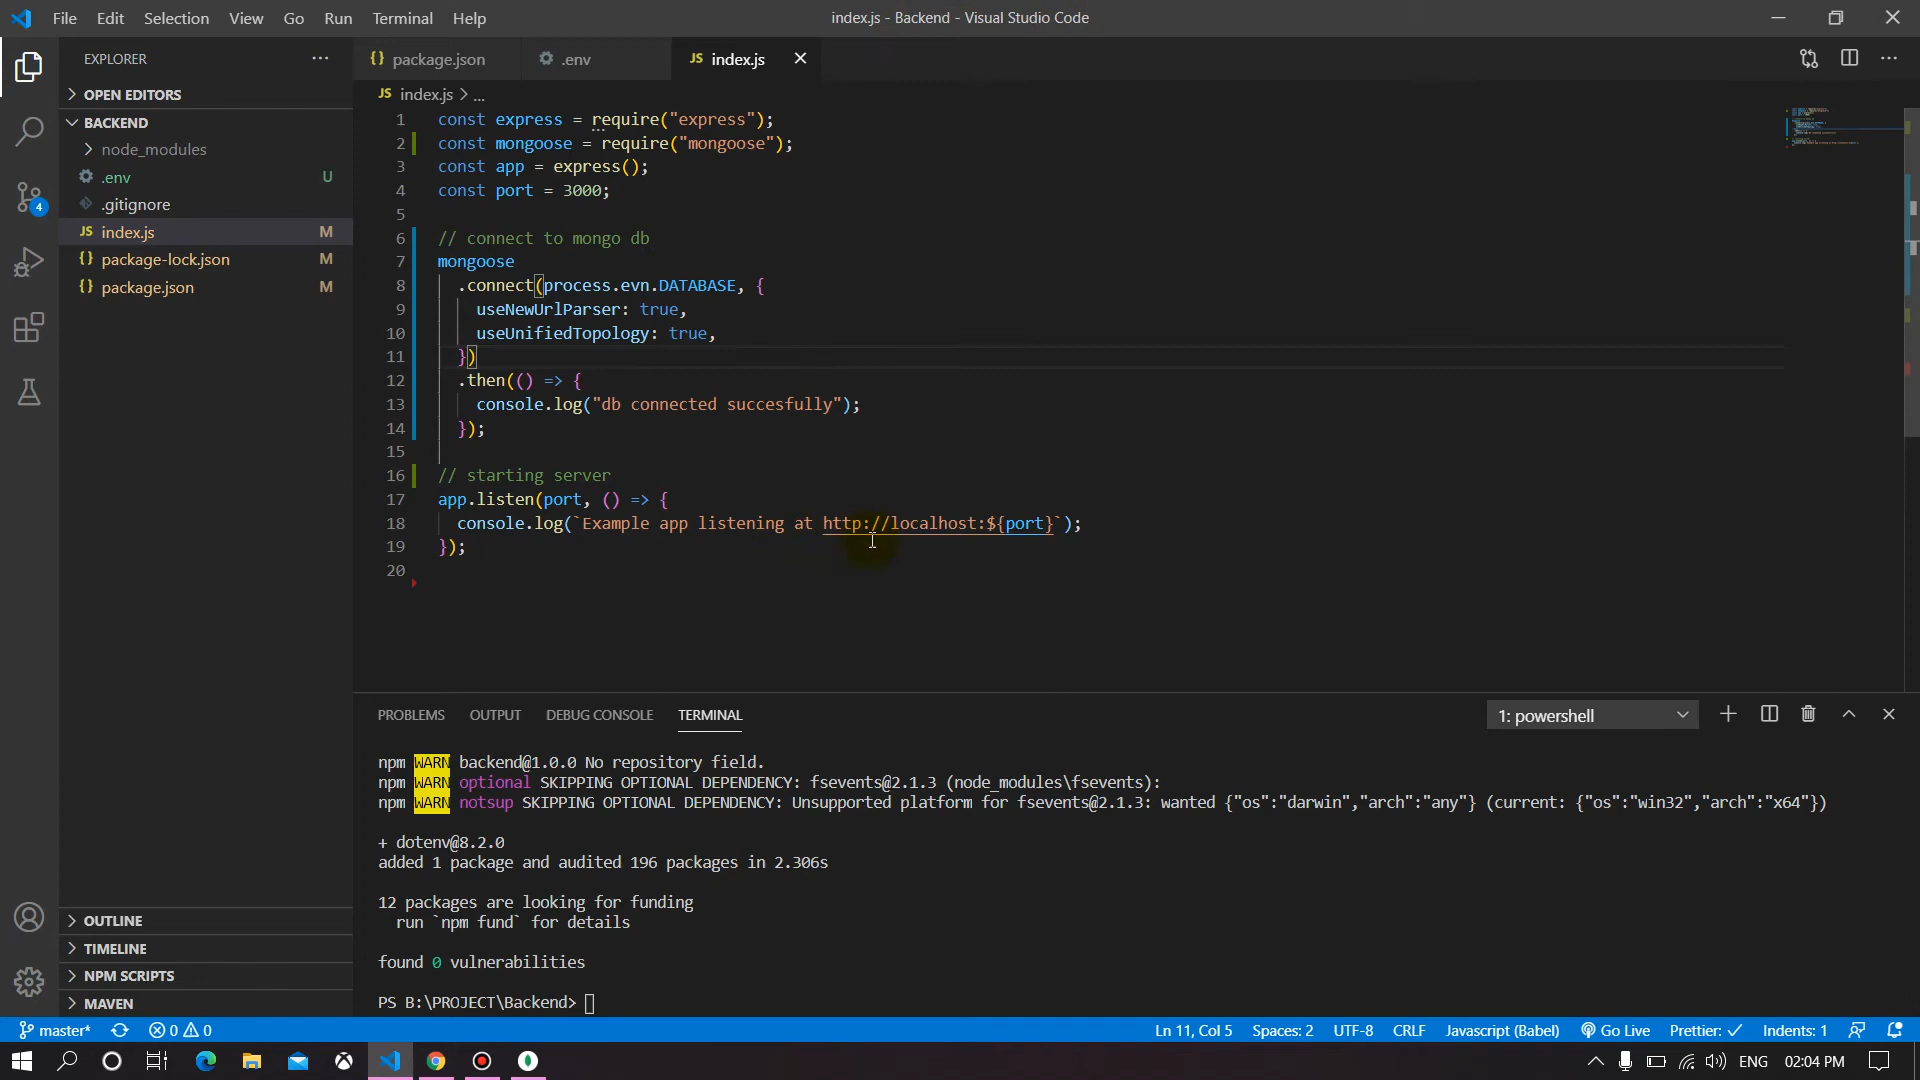 File Edit Selection View Go Run Terminal Help
index.js - Backend - Visual Studio Code
EXPLORER
OPEN EDITORS
BACKEND
node_modules
.env U
.gitignore
JS index.js M
{} package-lock.json M
{} package.json M
4
OUTLINE
TIMELINE
NPM SCRIPTS
MAVEN
{} package.json
.env
JS index.js
JS index.js > ...
1 const express = require("express");
2 const mongoose = require("mongoose");
3 const app = express();
4 const port = 3000;
5
6 // connect to mongo db
7 mongoose
8 .connect(process.evn.DATABASE, {
9 useNewUrlParser: true,
10 useUnifiedTopology: true,
11 })
12 .then(() => {
13 console.log("db connected succesfully");
14 });
15
16 // starting server
17 app.listen(port, () => {
18 console.log(`Example app listening at http://localhost:${port}`);
19 });
20
PROBLEMS OUTPUT DEBUG CONSOLE TERMINAL
1: powershell
npm WARN backend@1.0.0 No repository field.
npm WARN optional SKIPPING OPTIONAL DEPENDENCY: fsevents@2.1.3 (node_modules\fsevents):
npm WARN notsup SKIPPING OPTIONAL DEPENDENCY: Unsupported platform for fsevents@2.1.3: wanted {"os":"darwin","arch":"any"} (current: {"os":"win32","arch":"x64"})
+ dotenv@8.2.0
added 1 package and audited 196 packages in 2.306s
12 packages are looking for funding
run `npm fund` for details
found 0 vulnerabilities
PS B:\PROJECT\Backend>
master* 0 0
Ln 11, Col 5 Spaces: 2 UTF-8 CRLF Javascript (Babel) Go Live Prettier: ✓ Indents: 1
ENG 02:04 PM